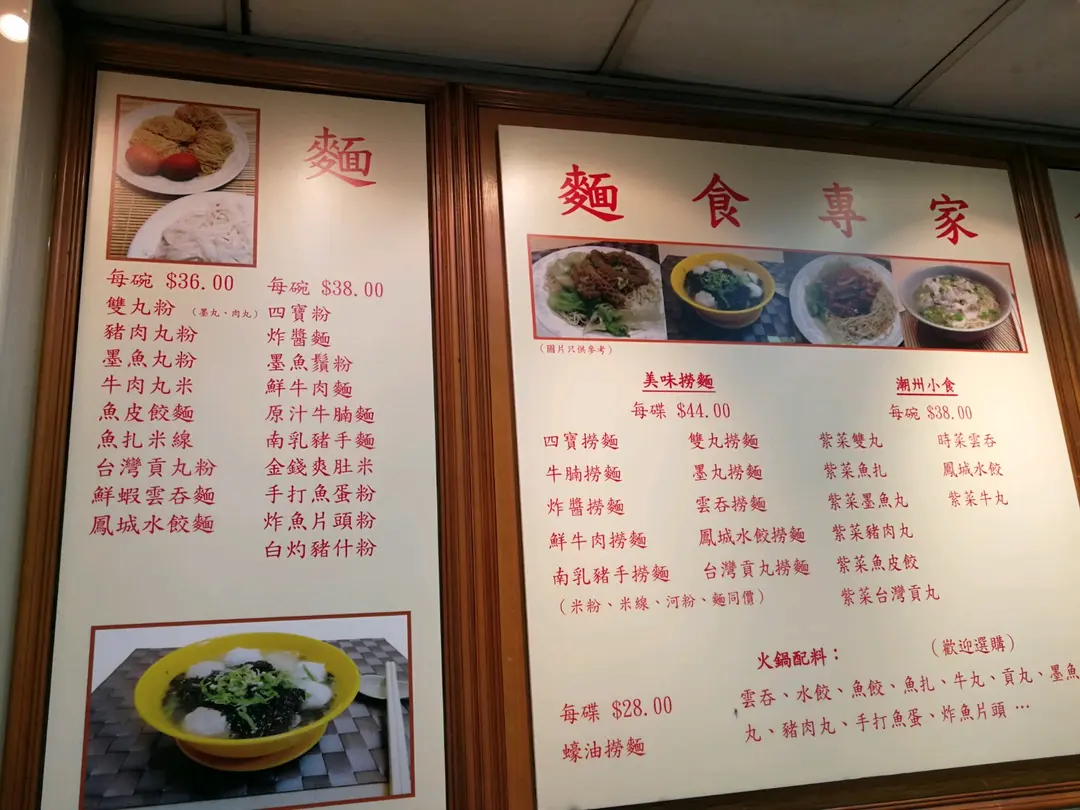 麵
每碗 $36.00
雙丸粉 (墨丸、肉丸)
豬肉丸粉
墨魚丸粉
牛肉丸米
魚皮餃麵
魚扎米線
台灣貢丸粉
鮮蝦雲吞麵
鳳城水餃麵
每碗 $38.00
四寶粉
炸醬麵
墨魚鬚粉
鮮牛肉麵
原汁牛腩麵
南乳豬手麵
金錢爽肚米
手打魚蛋粉
炸魚片頭粉
白灼豬什粉
麵食專家
(圖片只供參考)
美味撈麵
每碟 $44.00
四寶撈麵
牛腩撈麵
炸醬撈麵
鮮牛肉撈麵
南乳豬手撈麵
雙丸撈麵
墨丸撈麵
雲吞撈麵
鳳城水餃撈麵
台灣貢丸撈麵
(米粉、米線、河粉、麵同價)
潮州小食
每碗 $38.00
紫菜雙丸
紫菜魚扎
紫菜墨魚丸
紫菜豬肉丸
紫菜魚皮餃
紫菜台灣貢丸
時菜雲吞
鳳城水餃
紫菜牛丸
每碟 $28.00
蠔油撈麵
火鍋配料： (歡迎選購)
雲吞、水餃、魚餃、魚扎、牛丸、貢丸、墨魚
丸、豬肉丸、手打魚蛋、炸魚片頭…